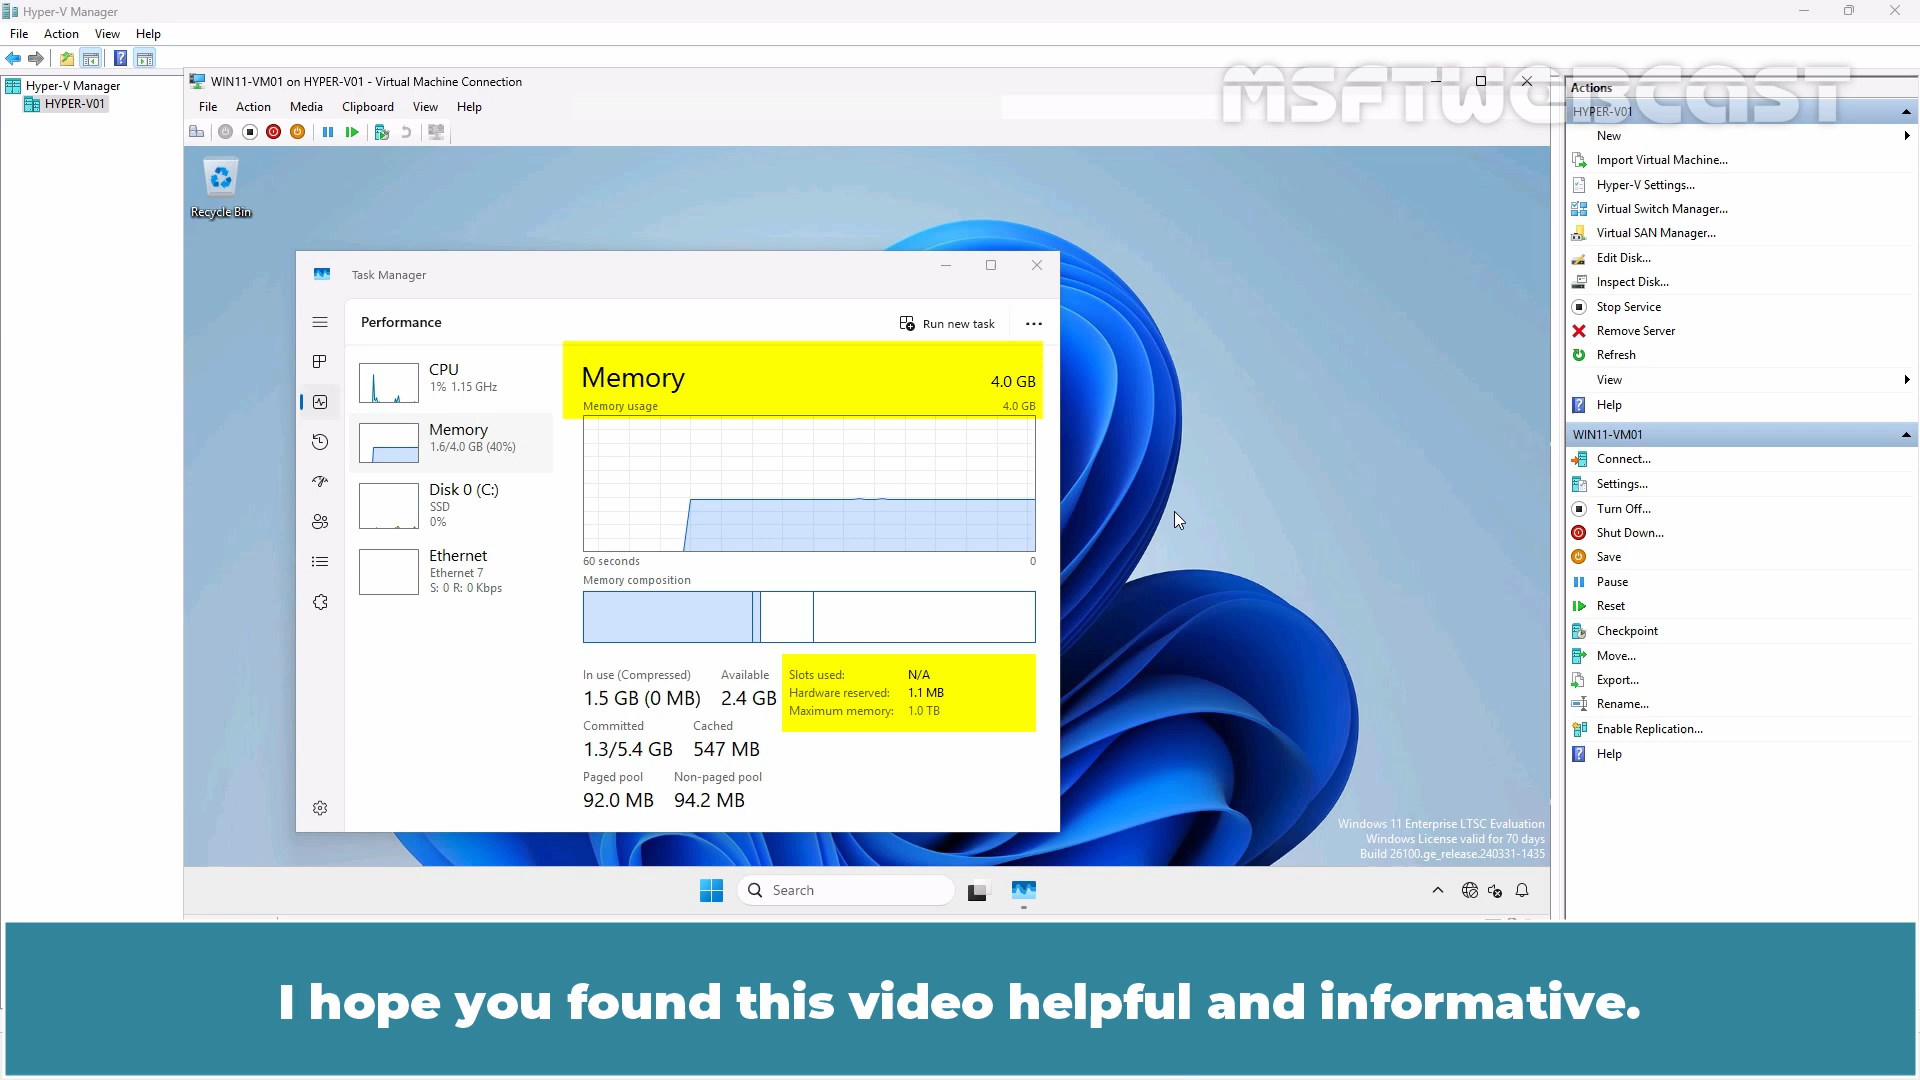 Hyper-V Manager
File Action View Help
Hyper-V Manager
HYPER-V01
WIN11-VM01 on HYPER-V01 - Virtual Machine Connection
File Action Media Clipboard View Help
MSFTWEBCAST
Recycle Bin
Task Manager
Performance
Run new task
CPU
1% 1.15 GHz
Memory
1.6/4.0 GB (40%)
Disk 0 (C:)
SSD
0%
Ethernet
Ethernet 7
S: 0 R: 0 Kbps
Memory 4.0 GB
Memory usage 4.0 GB
60 seconds 0
Memory composition
In use (Compressed) Available
1.5 GB (0 MB) 2.4 GB
Committed Cached
1.3/5.4 GB 547 MB
Paged pool Non-paged pool
92.0 MB 94.2 MB
Slots used: N/A
Hardware reserved: 1.1 MB
Maximum memory: 1.0 TB
Windows 11 Enterprise LTSC Evaluation
Windows License valid for 70 days
Build 26100.ge_release.240331-1435
Search
Actions
HYPER-V01
New
Import Virtual Machine...
Hyper-V Settings...
Virtual Switch Manager...
Virtual SAN Manager...
Edit Disk...
Inspect Disk...
Stop Service
Remove Server
Refresh
View
Help
WIN11-VM01
Connect...
Settings...
Turn Off...
Shut Down...
Save
Pause
Reset
Checkpoint
Move...
Export...
Rename...
Enable Replication...
Help
I hope you found this video helpful and informative.